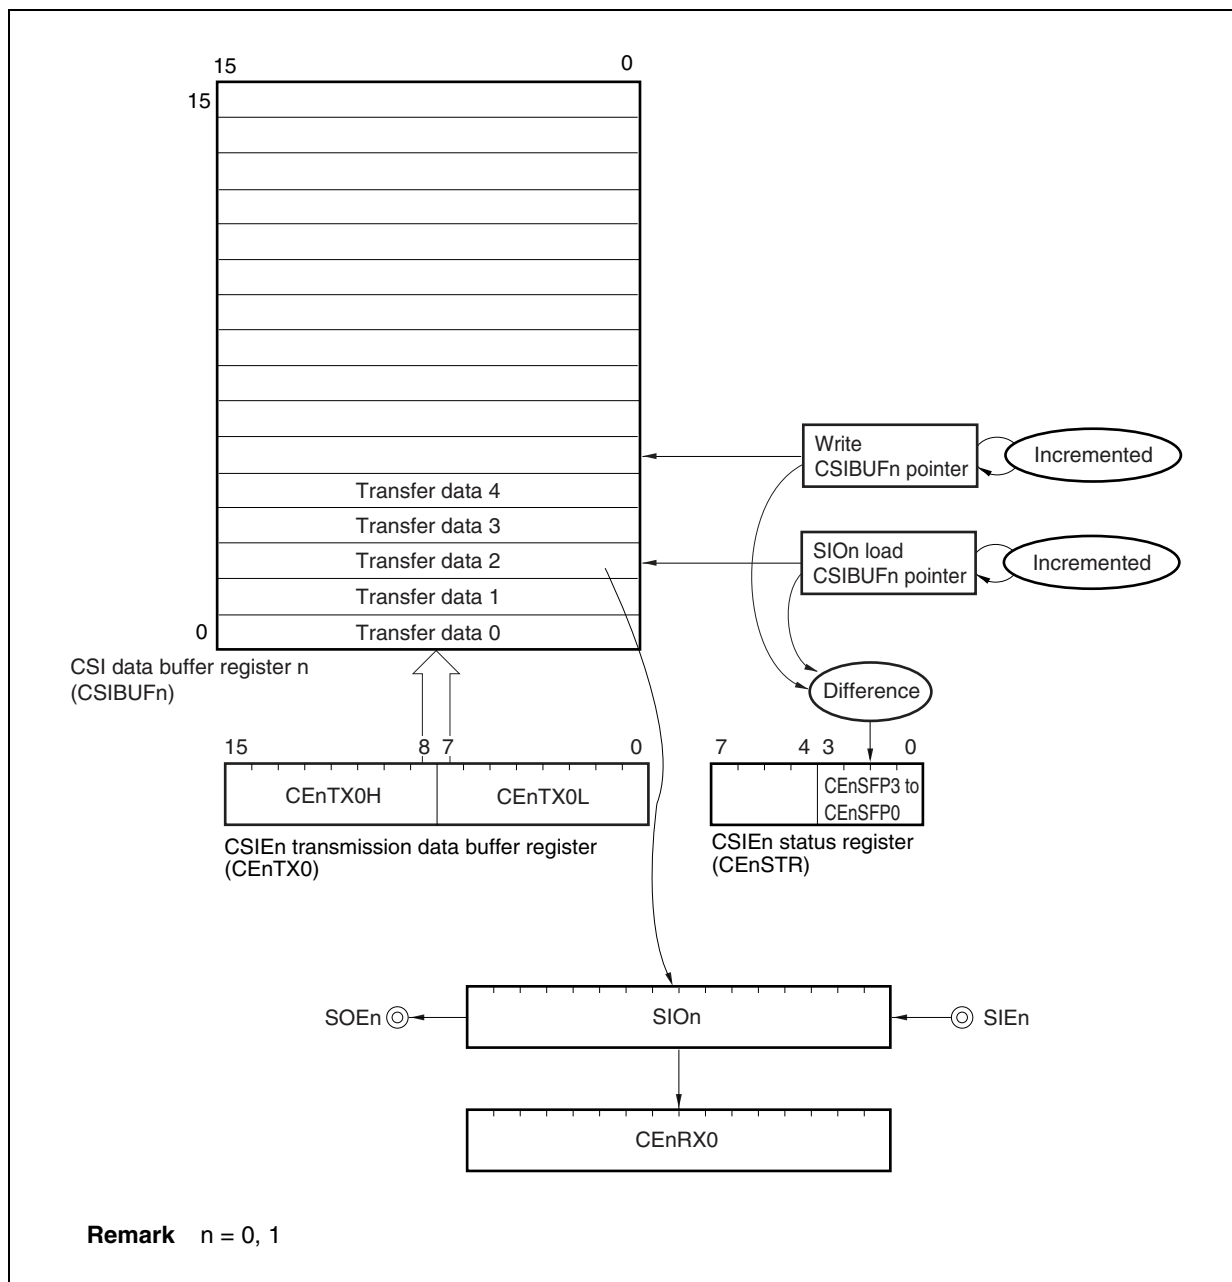 15 0
15
Write
CSIBUFn pointer
Incremented
Transfer data 4
Transfer data 3
Transfer data 2
SIOn load
CSIBUFn pointer
Incremented
Transfer data 1
0 Transfer data 0
CSI data buffer register n
(CSIBUFn)
Difference
15 8 7 0
7 4 3 0
CEnTX0H CEnTX0L
CEnSFP3 to
CEnSFP0
CSIEn transmission data buffer register
(CEnTX0)
CSIEn status register
(CEnSTR)
SOEn SIOn SIEn
CEnRX0
Remark n = 0, 1